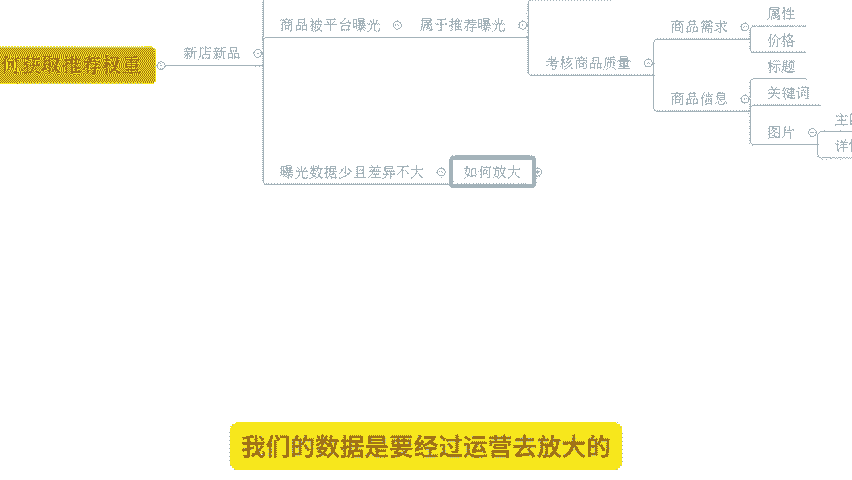 何获取推荐权重
新店新品
商品被平台曝光
属于推荐曝光
考核商品质量
商品需求
属性
价格
商品信息
标题
关键词
图片
主
详
曝光数据少且差异不大
如何放大
我们的数据是要经过运营去放大的